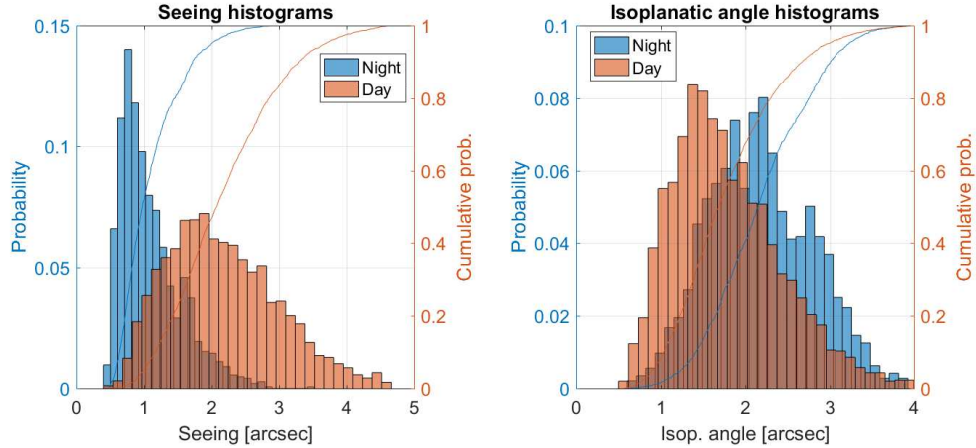 Seeing histograms
0.15
0.1
0.05
0
Probability
1
0.8
0.6
0.4
0.2
0
Cumulative prob.
Night
Day
0 1 2 3 4 5
Seeing [arcsec]
Isoplanatic angle histograms
0.1
0.08
0.06
0.04
0.02
0
Probability
1
0.8
0.6
0.4
0.2
0
Cumulative prob.
Night
Day
0 1 2 3 4
Isop. angle [arcsec]